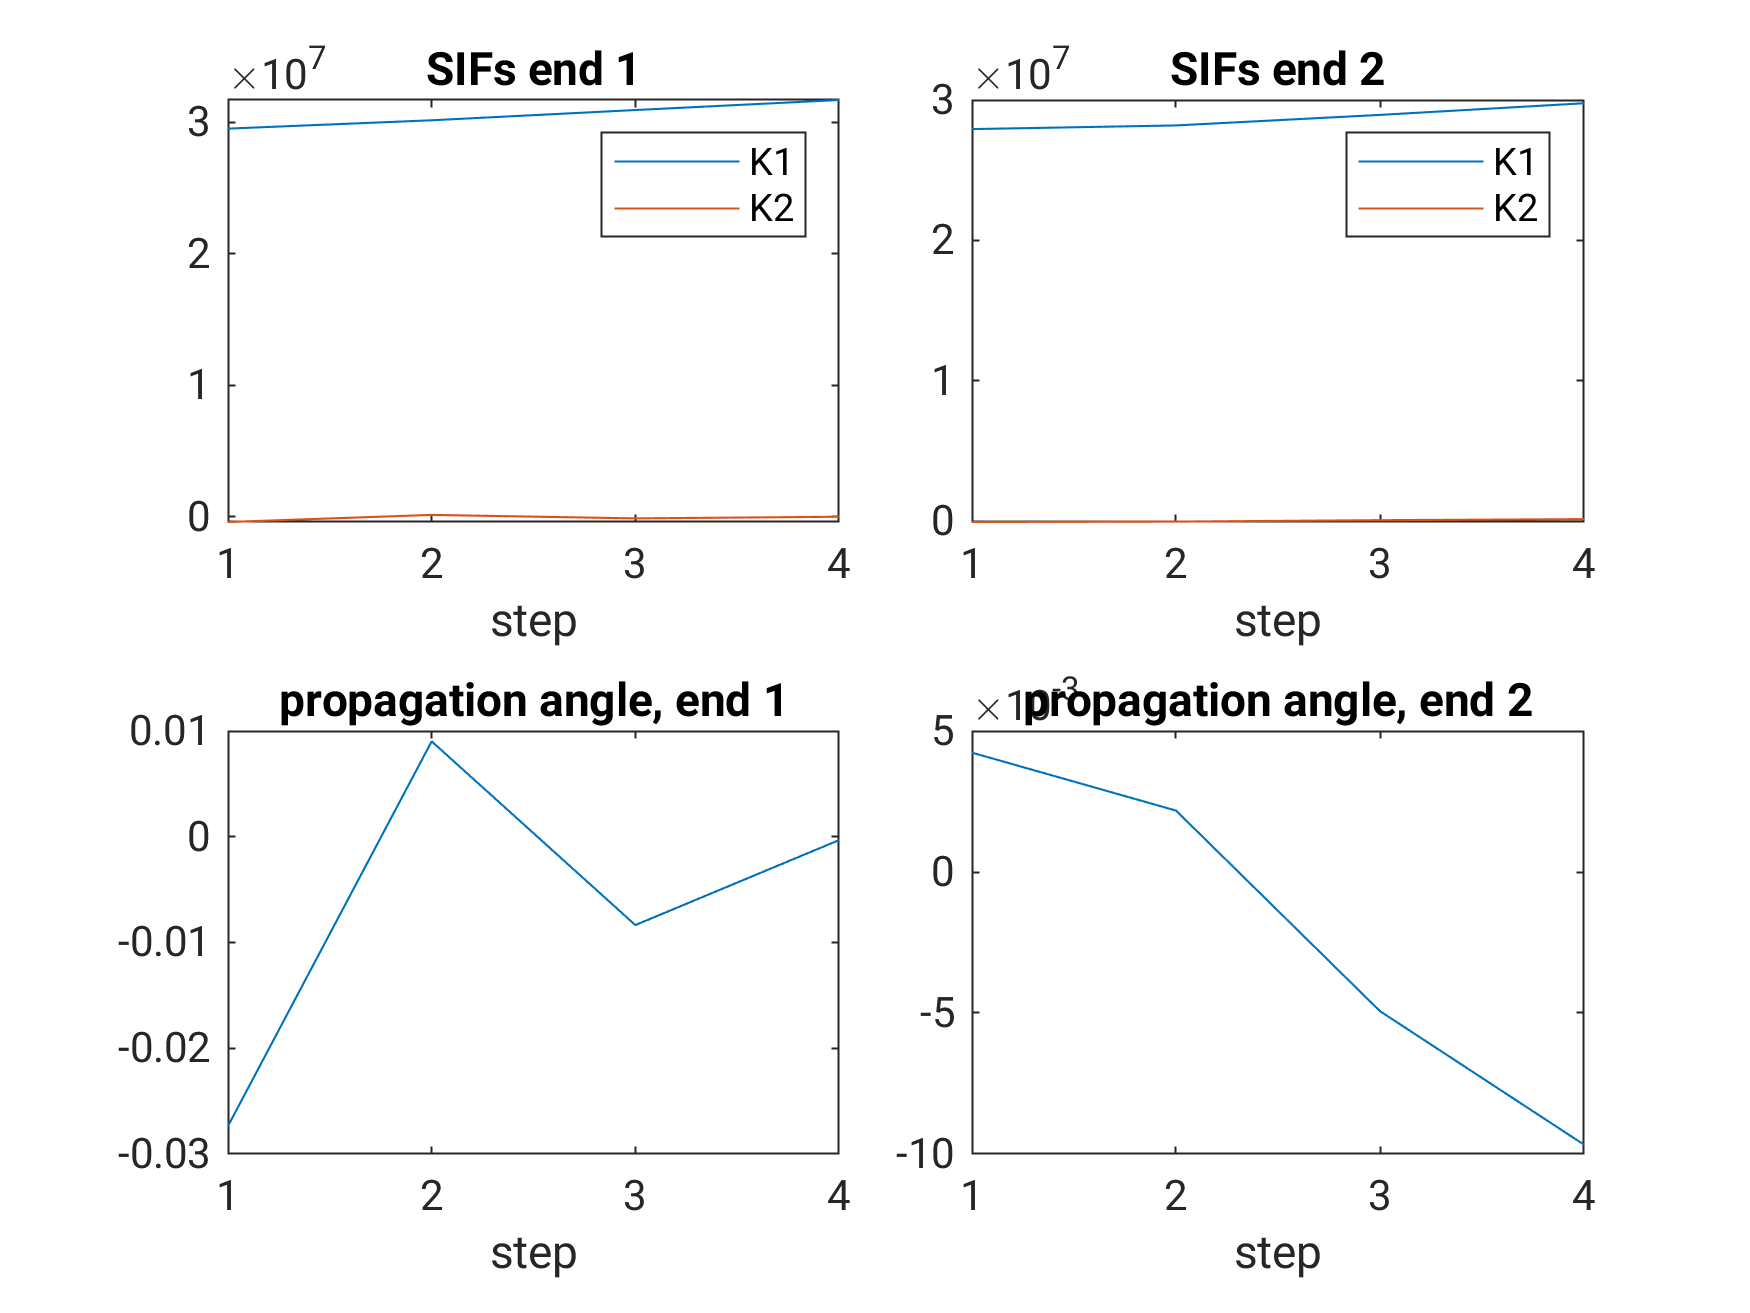 ×10^7
SIFs end 1
3
2
1
0
K1
K2
1 2 3 4
step
×10^7
SIFs end 2
3
2
1
0
K1
K2
1 2 3 4
step
propagation angle, end 1
0.01
0
-0.01
-0.02
-0.03
1 2 3 4
step
×10^-3
propagation angle, end 2
5
0
-5
-10
1 2 3 4
step